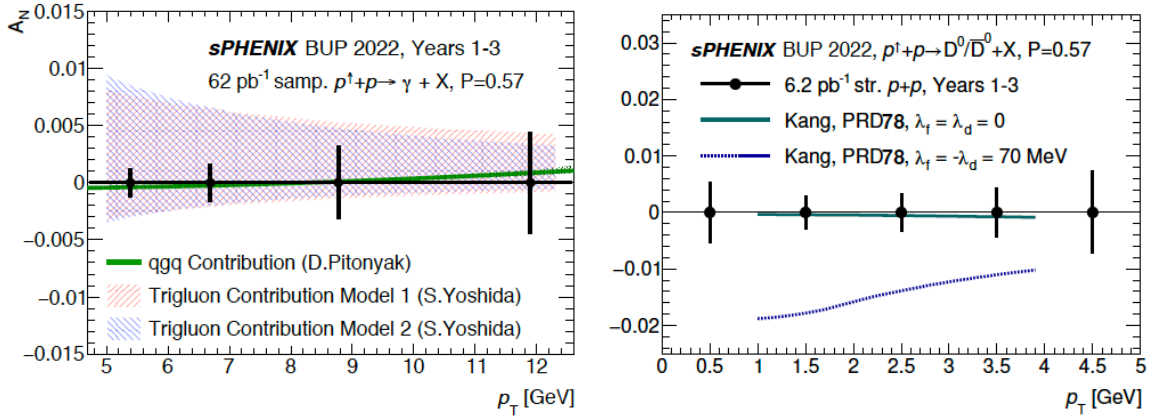 A_N
0.015
0.01
0.005
0
−0.005
−0.01
−0.015
sPHENIX BUP 2022, Years 1-3
62 pb⁻¹ samp. p↑+p→ γ + X, P=0.57
qgq Contribution (D.Pitonyak)
Trigluon Contribution Model 1 (S.Yoshida)
Trigluon Contribution Model 2 (S.Yoshida)
5 6 7 8 9 10 11 12
p_T [GeV]
0.03
0.02
0.01
0
−0.01
−0.02
sPHENIX BUP 2022, p↑+p→D⁰/D̅⁰+X, P=0.57
6.2 pb⁻¹ str. p+p, Years 1-3
Kang, PRD78, λ_f = λ_d = 0
Kang, PRD78, λ_f = -λ_d = 70 MeV
0 0.5 1 1.5 2 2.5 3 3.5 4 4.5 5
p_T [GeV]